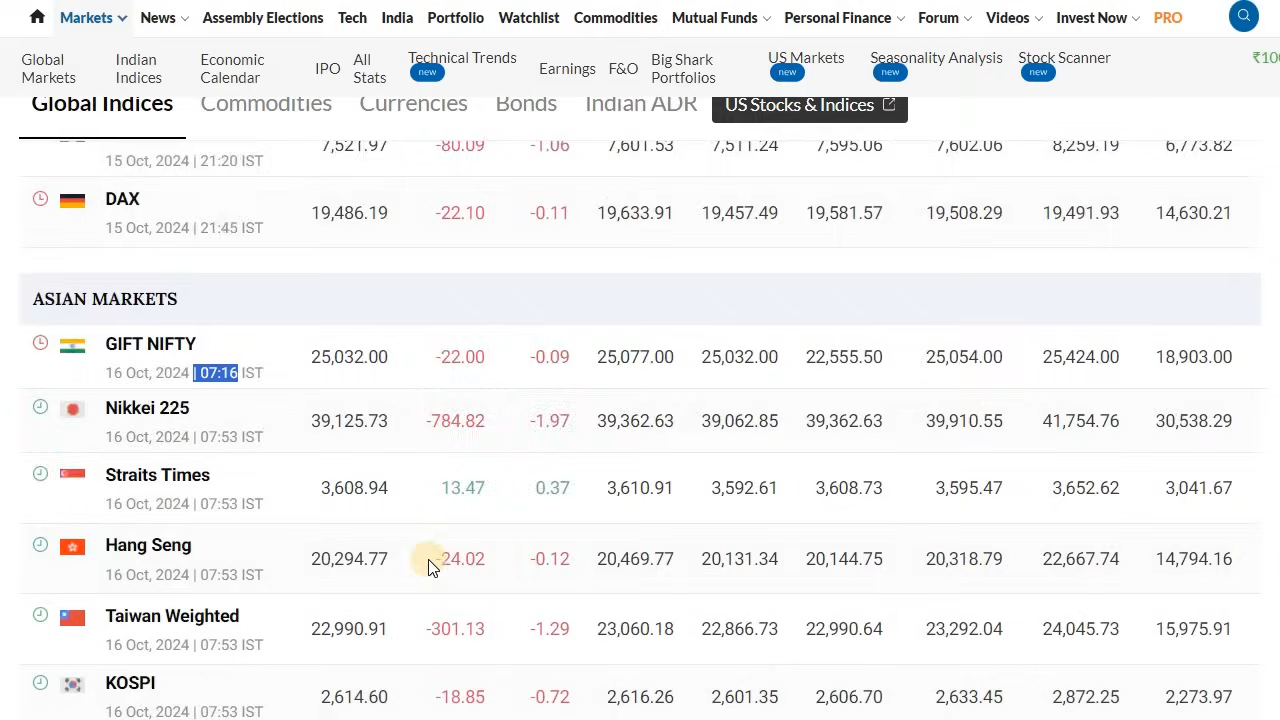 Markets News Assembly Elections Tech India Portfolio Watchlist Commodities Mutual Funds Personal Finance Forum Videos Invest Now PRO
Global Markets Indian Indices Economic Calendar IPO All Stats Technical Trends new Earnings F&O Big Shark Portfolios US Markets new Seasonality Analysis new Stock Scanner new
Global Indices Commodities Currencies Bonds Indian ADR US Stocks & Indices
7,521.97 -80.09 -1.06 7,601.53 7,511.24 7,595.06 7,602.06 8,259.19 6,773.82
15 Oct, 2024 | 21:20 IST
DAX
19,486.19 -22.10 -0.11 19,633.91 19,457.49 19,581.57 19,508.29 19,491.93 14,630.21
15 Oct, 2024 | 21:45 IST
ASIAN MARKETS
GIFT NIFTY
25,032.00 -22.00 -0.09 25,077.00 25,032.00 22,555.50 25,054.00 25,424.00 18,903.00
16 Oct, 2024 | 07:16 IST
Nikkei 225
39,125.73 -784.82 -1.97 39,362.63 39,062.85 39,362.63 39,910.55 41,754.76 30,538.29
16 Oct, 2024 | 07:53 IST
Straits Times
3,608.94 13.47 0.37 3,610.91 3,592.61 3,608.73 3,595.47 3,652.62 3,041.67
16 Oct, 2024 | 07:53 IST
Hang Seng
20,294.77 -24.02 -0.12 20,469.77 20,131.34 20,144.75 20,318.79 22,667.74 14,794.16
16 Oct, 2024 | 07:53 IST
Taiwan Weighted
22,990.91 -301.13 -1.29 23,060.18 22,866.73 22,990.64 23,292.04 24,045.73 15,975.91
16 Oct, 2024 | 07:53 IST
KOSPI
2,614.60 -18.85 -0.72 2,616.26 2,601.35 2,606.70 2,633.45 2,872.25 2,273.97
16 Oct, 2024 | 07:53 IST